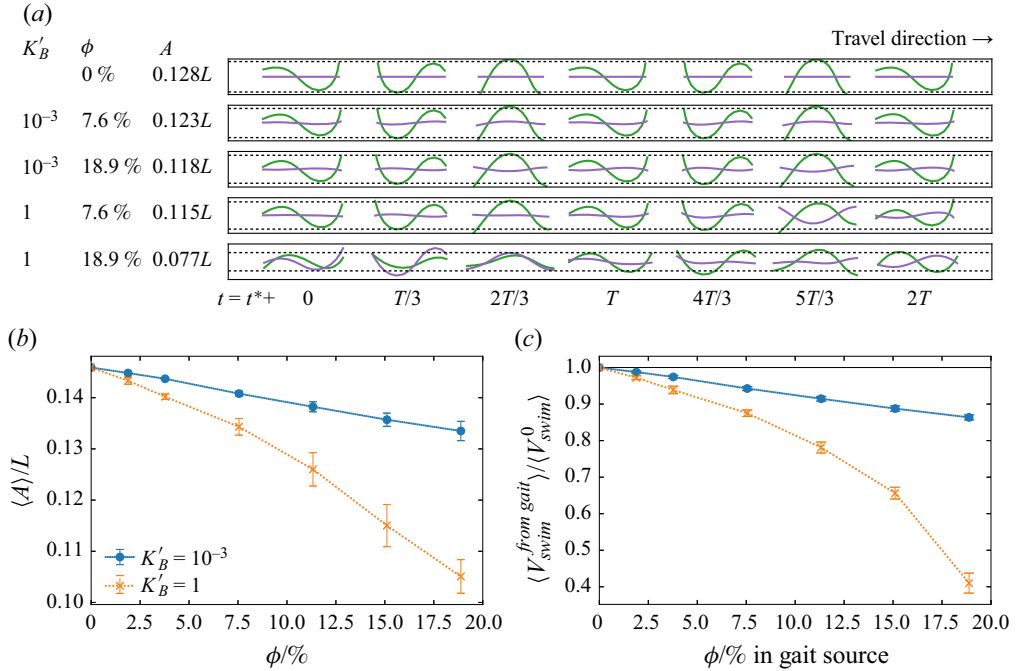 (a)
K′_B ϕ A Travel direction →
0 % 0.128L
10⁻³ 7.6 % 0.123L
10⁻³ 18.9 % 0.118L
1 7.6 % 0.115L
1 18.9 % 0.077L
t = t*+ 0 T/3 2T/3 T 4T/3 5T/3 2T
(b)
⟨A⟩/L
0.14
0.13
0.12
0.11
0.10
K′_B = 10⁻³
K′_B = 1
0 2.5 5.0 7.5 10.0 12.5 15.0 17.5 20.0
ϕ/%
(c)
⟨V_swim^from gait⟩/⟨V_swim^0⟩
1.0
0.9
0.8
0.7
0.6
0.5
0.4
0 2.5 5.0 7.5 10.0 12.5 15.0 17.5 20.0
ϕ/% in gait source